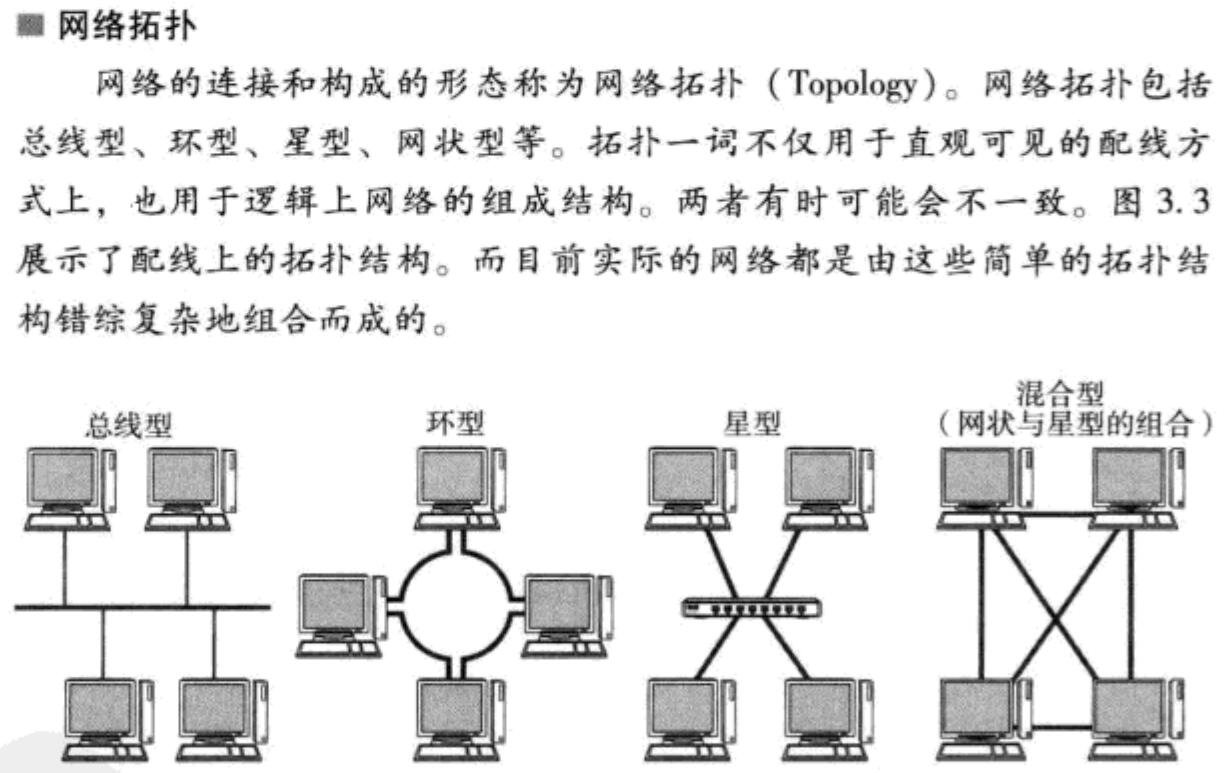 网络拓扑
网络的连接和构成的形态称为网络拓扑（Topology）。网络拓扑包括
总线型、环型、星型、网状型等。拓扑一词不仅用于直观可见的配线方
式上，也用于逻辑上网络的组成结构。两者有时可能会不一致。图 3.3
展示了配线上的拓扑结构。而目前实际的网络都是由这些简单的拓扑结
构错综复杂地组合而成的。
总线型
环型
星型
混合型
（网状与星型的组合）